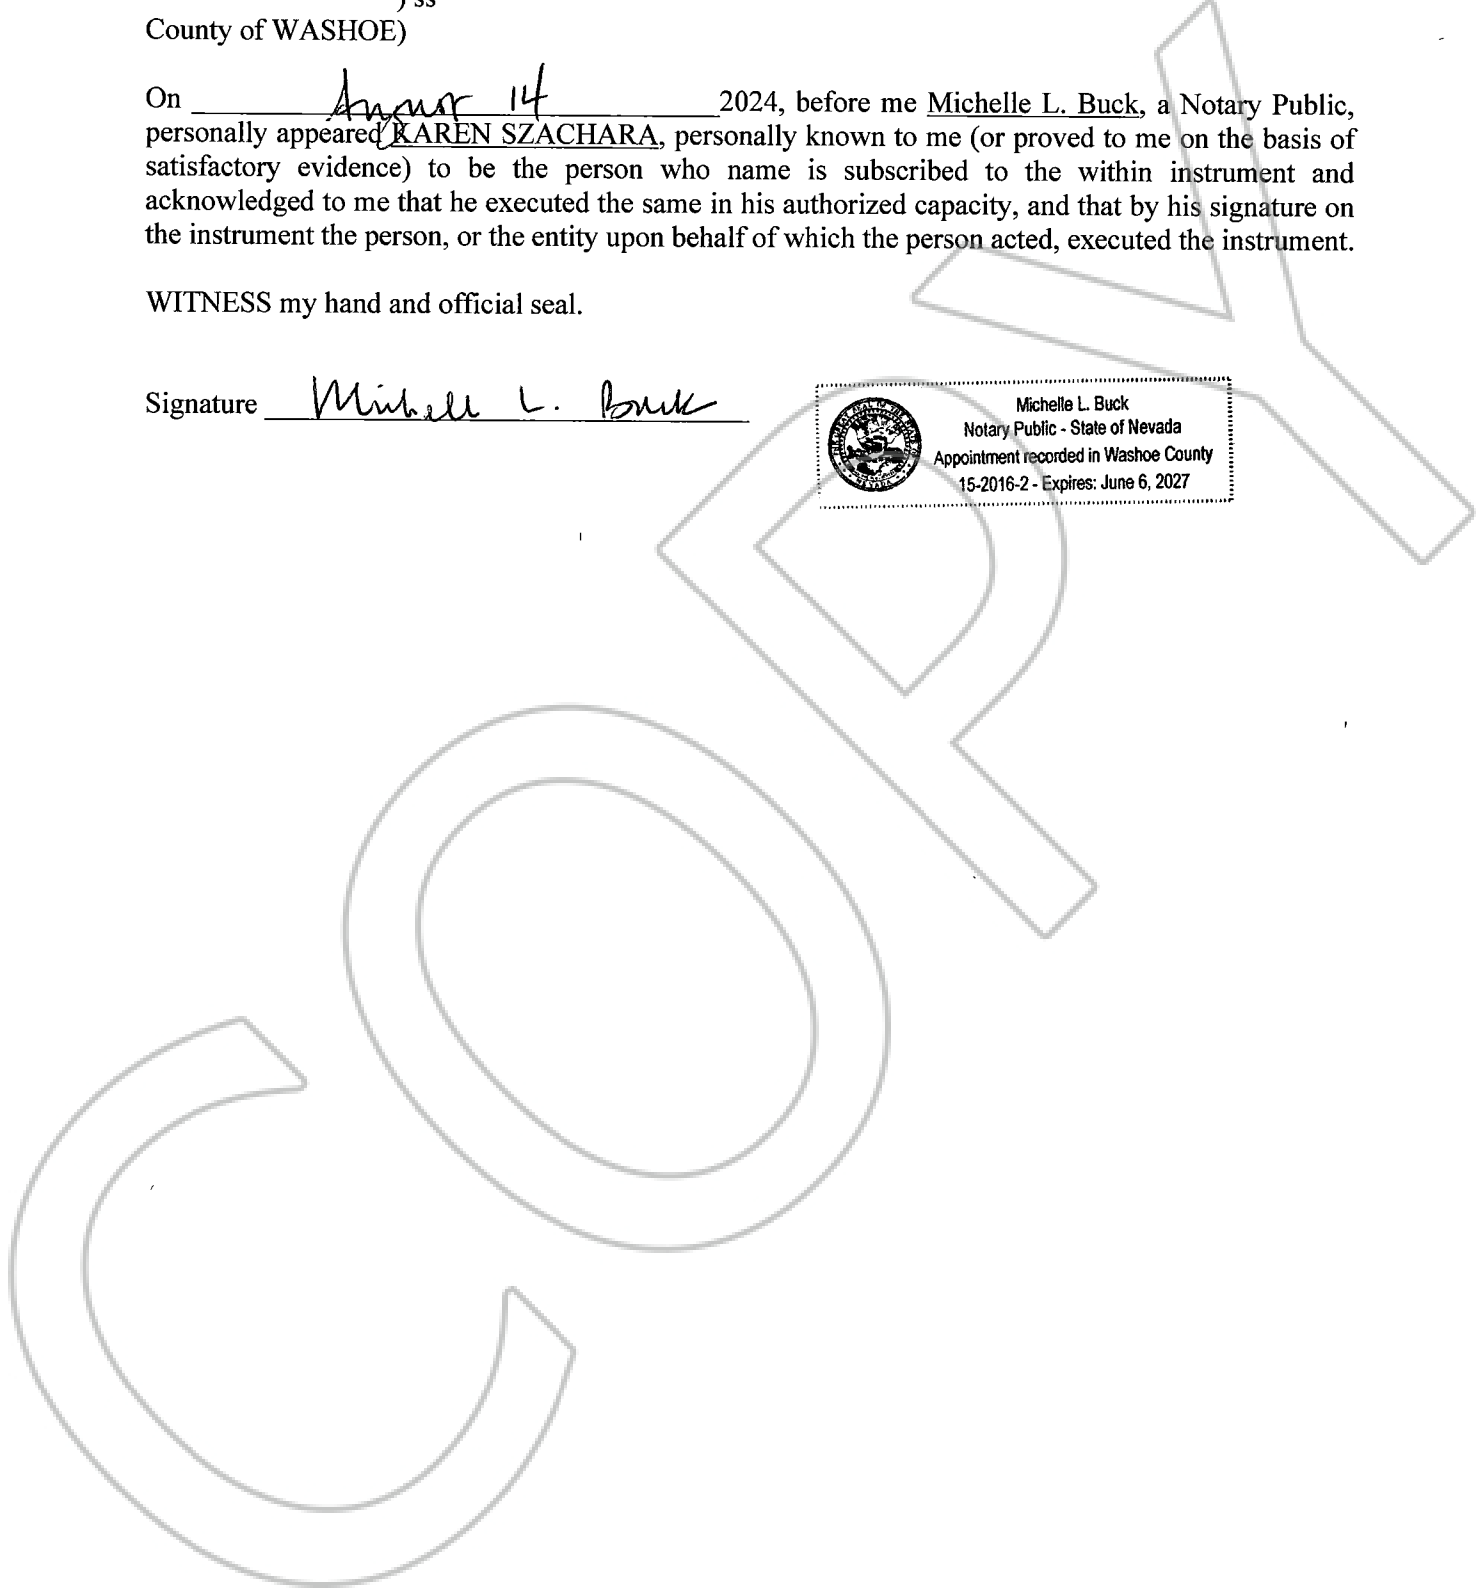 ) ss
County of WASHOE)
On August 14 2024, before me Michelle L. Buck, a Notary Public,
personally appeared KAREN SZACHARA, personally known to me (or proved to me on the basis of
satisfactory evidence) to be the person who name is subscribed to the within instrument and
acknowledged to me that he executed the same in his authorized capacity, and that by his signature on
the instrument the person, or the entity upon behalf of which the person acted, executed the instrument.
WITNESS my hand and official seal.
Signature Michelle L. Buck
Michelle L. Buck
Notary Public - State of Nevada
Appointment recorded in Washoe County
15-2016-2 - Expires: June 6, 2027
COPY